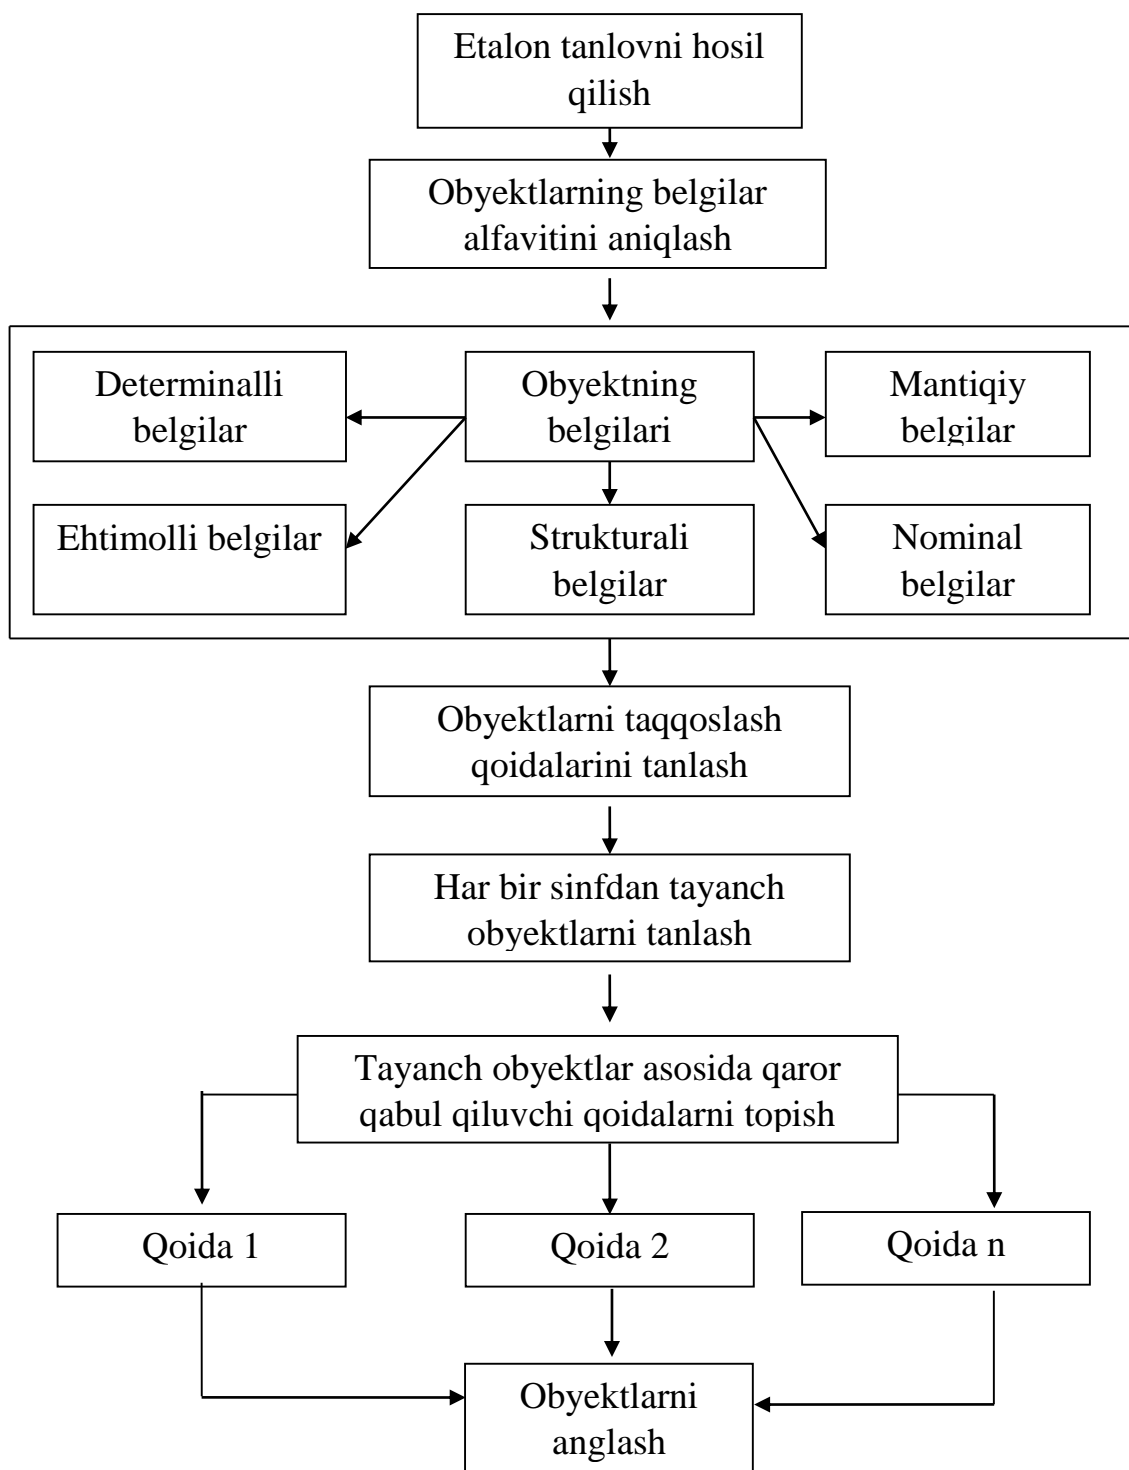 Etalon tanlovni hosil
qilish
Obyektlarning belgilar
alfavitini aniqlash
Determinalli
belgilar
Obyektning
belgilari
Mantiqiy
belgilar
Ehtimolli belgilar
Strukturali
belgilar
Nominal
belgilar
Obyektlarni taqqoslash
qoidalarini tanlash
Har bir sinfdan tayanch
obyektlarni tanlash
Tayanch obyektlar asosida qaror
qabul qiluvchi qoidalarni topish
Qoida 1
Qoida 2
Qoida n
Obyektlarni
anglash